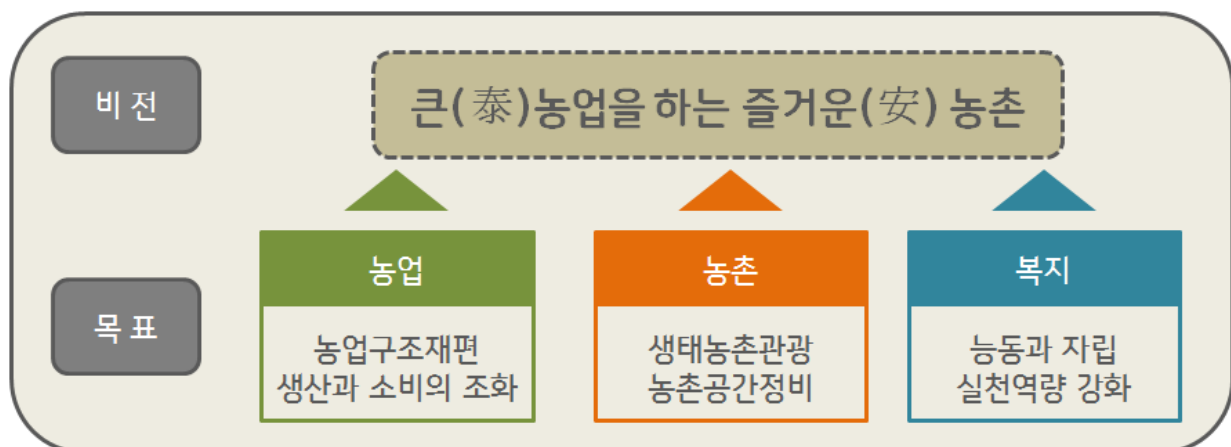 비 전
큰(泰)농업을 하는 즐거운(安) 농촌
목 표
농업
농업구조재편
생산과 소비의 조화
농촌
생태농촌관광
농촌공간정비
복지
능동과 자립
실천역량 강화